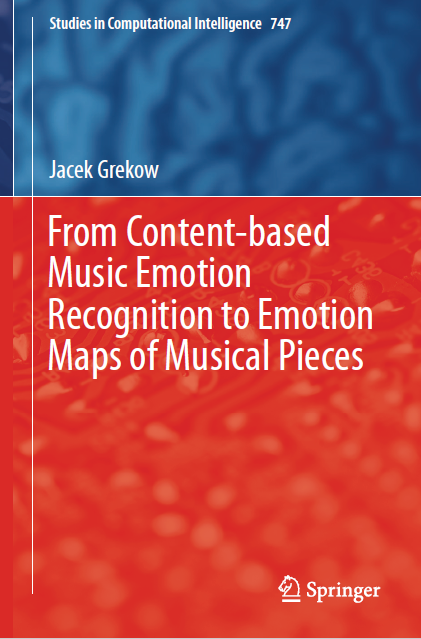 Studies in Computational Intelligence 747
Jacek Grekow
From Content-based
Music Emotion
Recognition to Emotion
Maps of Musical Pieces
Springer